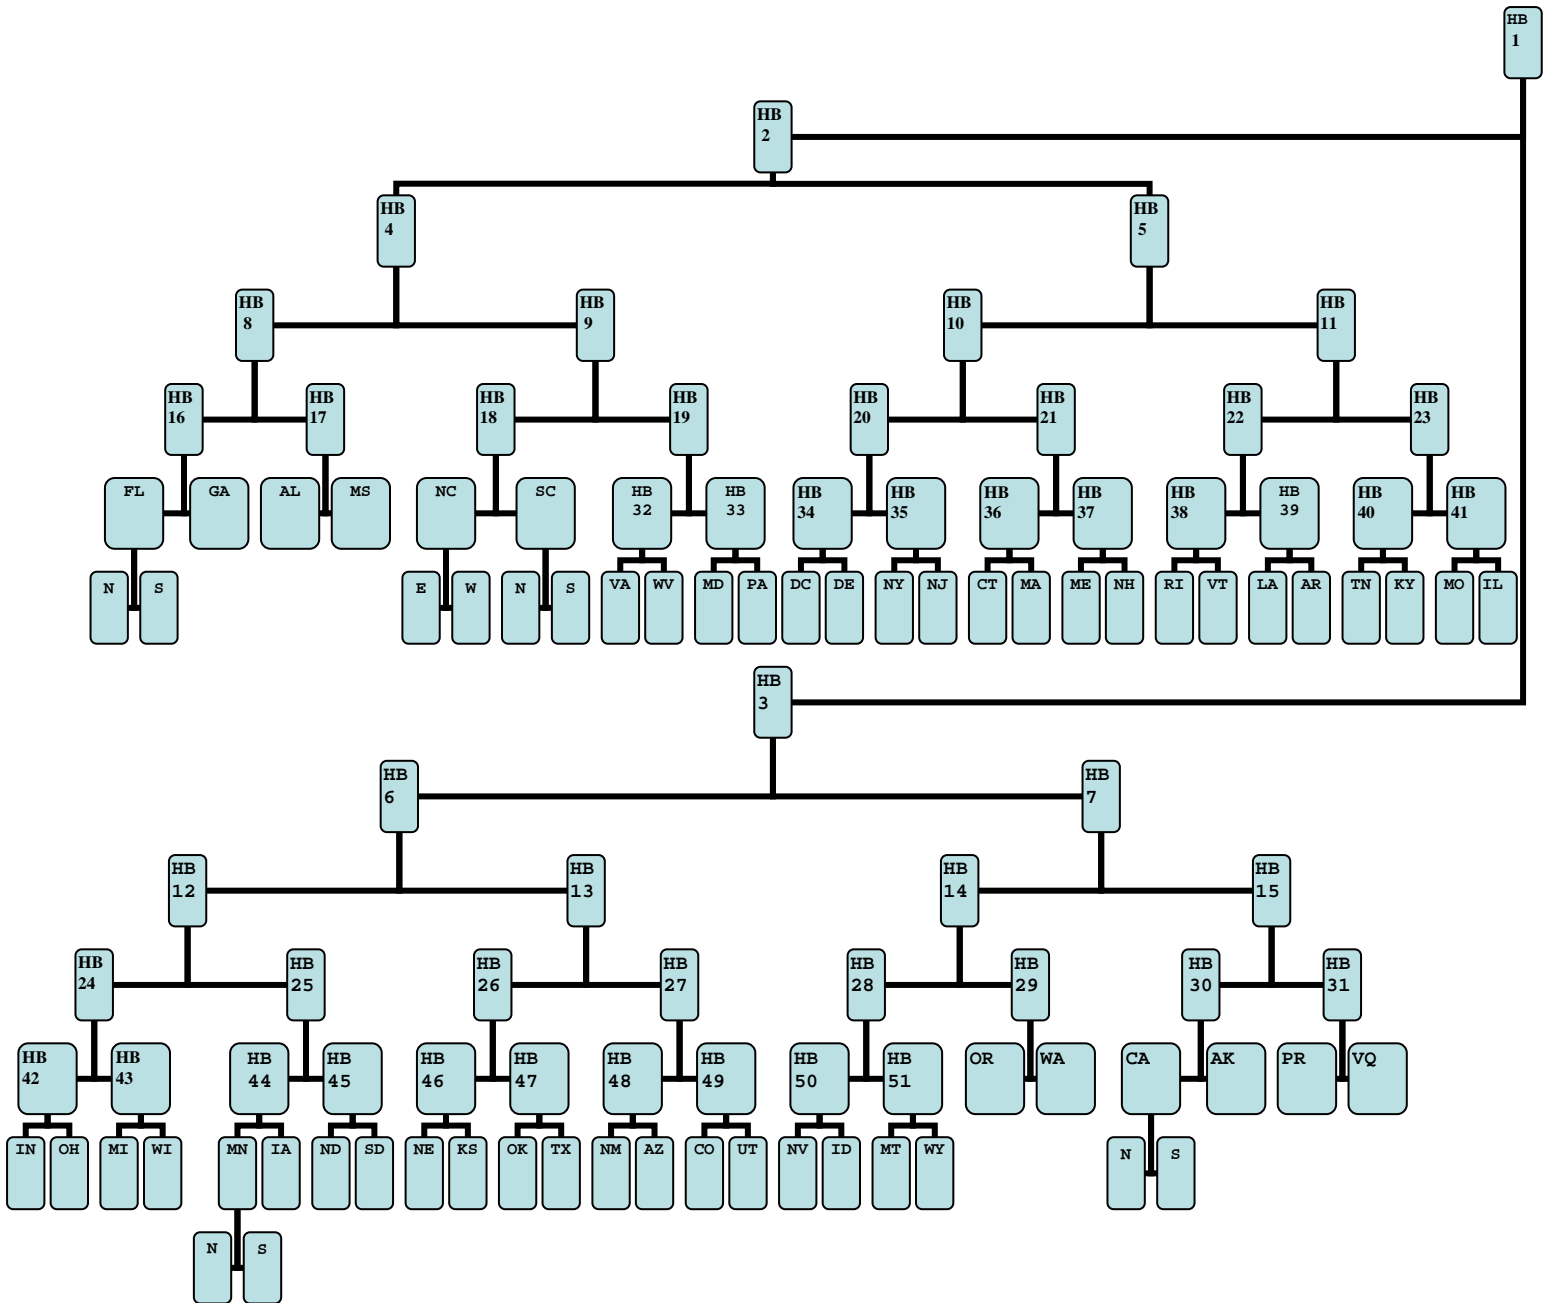 HB
1
HB
2
HB HB
4 5
HB HB HB HB
8 9 10 11
HB HB HB HB HB HB HB HB
16 17 18 19 20 21 22 23
FL GA AL MS NC SC HB HB HB HB HB HB HB HB HB HB
32 33 34 35 36 37 38 39 40 41
N S E W N S VA WV MD PA DC DE NY NJ CT MA ME NH RI VT LA AR TN KY MO IL
HB
3
HB HB
6 7
HB HB HB HB
12 13 14 15
HB HB HB HB HB HB HB HB
24 25 26 27 28 29 30 31
HB HB HB HB HB HB HB HB HB HB OR WA CA AK PR VQ
42 43 44 45 46 47 48 49 50 51
IN OH MI WI MN IA ND SD NE KS OK TX NM AZ CO UT NV ID MT WY N S
N S